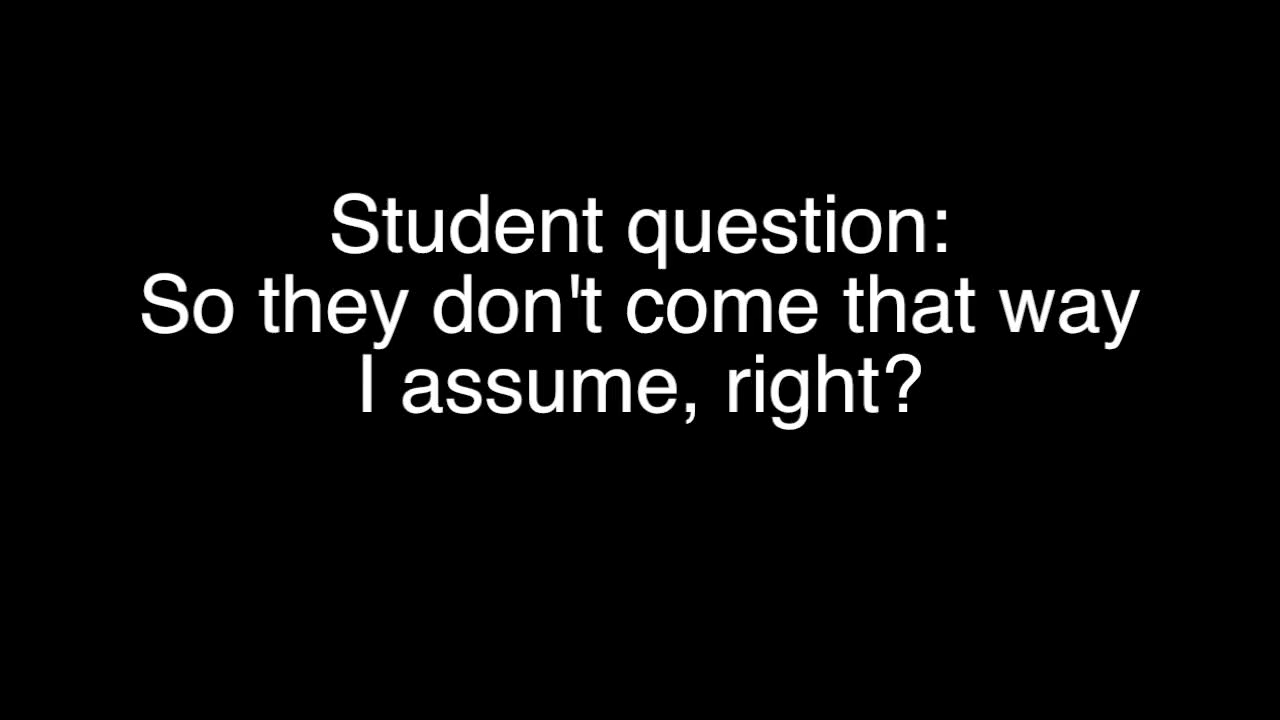 Student question:
So they don't come that way
I assume, right?